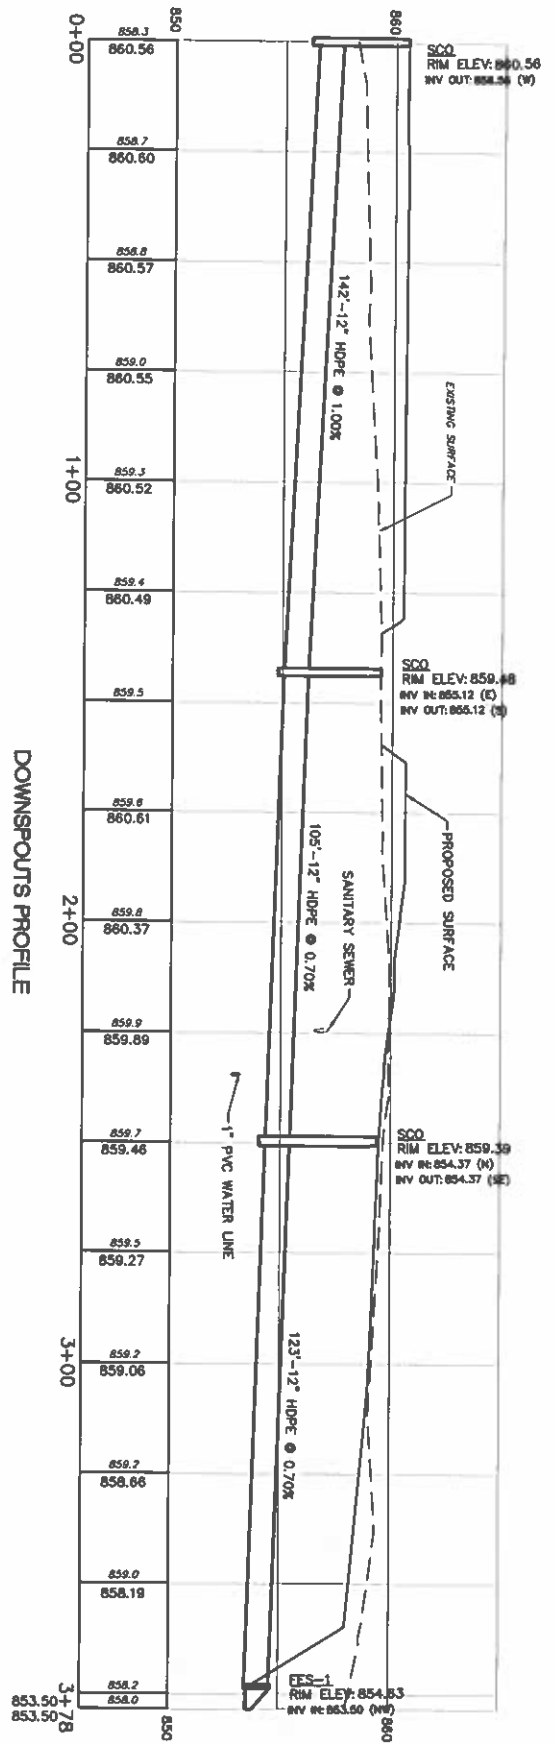 850
860
SCO
RIM ELEV: 860.56
(W)
142'-12" HDPE @ 1.00%
EXISTING SURFACE
SCO
RIM ELEV: 859.48
INV IN: 855.12 (E)
INV OUT: 855.12 (S)
PROPOSED SURFACE
105'-12" HDPE @ 0.70%
SANITARY SEWER
1" PVC WATER LINE
SCO
RIM ELEV: 859.39
INV IN: 854.37 (N)
INV OUT: 854.37 (SE)
123'-12" HDPE @ 0.70%
FES-1
RIM ELEV: 854.63
INV IN: 853.50 (NW)
850
860
858.3
860.56
858.7
860.60
858.8
860.57
859.0
860.55
859.3
860.52
859.4
860.49
859.5
859.6
860.61
859.8
860.37
859.9
859.89
859.7
859.46
859.5
859.27
859.2
859.06
859.2
858.66
859.0
858.19
858.2
858.0
853.50
853.50
0+00
1+00
2+00
3+00
3+78
DOWNSPOUTS PROFILE